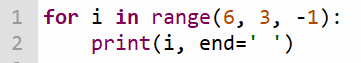 1 for i in range(6, 3, -1):
2     print(i, end=' ')